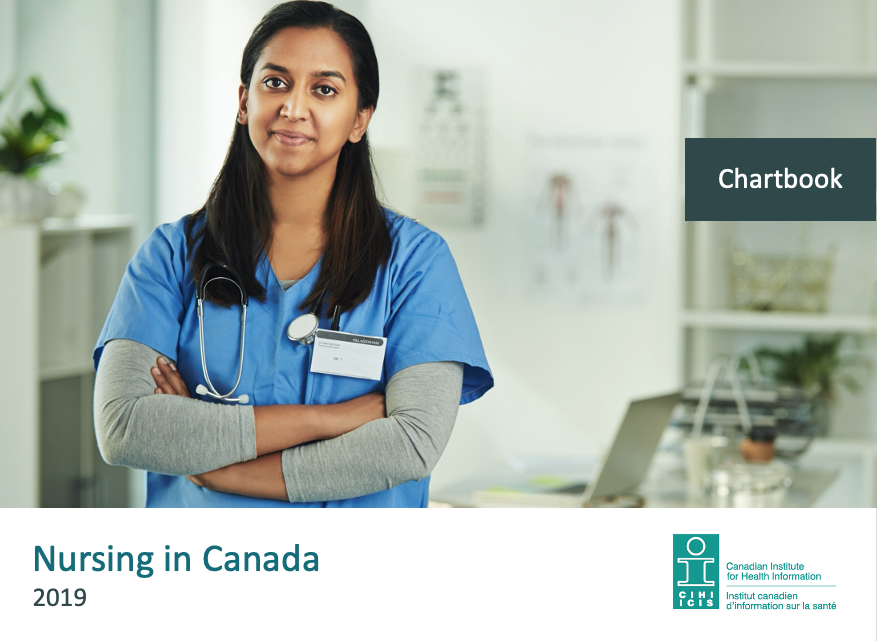 Chartbook
Nursing in Canada
2019
CIHI
ICIS
Canadian Institute
for Health Information
Institut canadien
d'information sur la santé